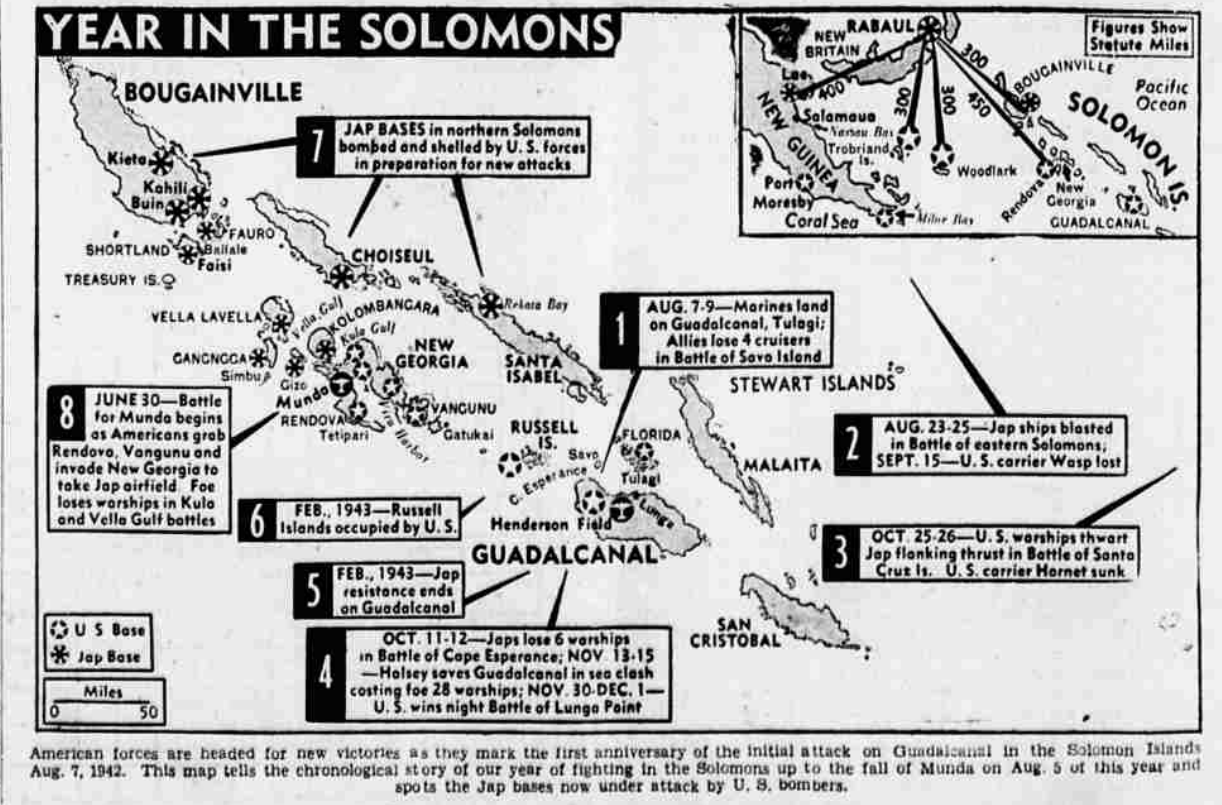 YEAR IN THE SOLOMONS
BOUGAINVILLE
7
JAP BASES in northern Solomons
bombed and shelled by U.S. forces
in preparation for new attacks
Kieta
Kahili
Buin
FAURO
SHORTLAND
Ballale
Faisi
TREASURY IS.
CHOISEUL
VELLA LAVELLA
Vella Gulf
KOLOMBANGARA
Kula Gulf
Rekata Bay
GANONGGA
Simbu
Gizo
NEW
GEORGIA
SANTA
ISABEL
Munda
RENDOVA
Tetipari
VANGUNU
Gatukai
Viru Harbor
RABAUL
NEW
BRITAIN
Figures Show
Statute Miles
Lae
400
300
300
450
300
BOUGAINVILLE
Pacific
Ocean
SOLOMON IS.
Salamaua
Nassau Bay
Trobriand
Is.
NEW GUINEA
Woodlark
Port
Moresby
Rendova
New
Georgia
Coral Sea
Milne Bay
GUADALCANAL
1
AUG. 7-9—Marines land
on Guadalcanal, Tulagi;
Allies lose 4 cruisers
in Battle of Savo Island
STEWART ISLANDS
8
JUNE 30—Battle
for Munda begins
as Americans grab
Rendova, Vangunu and
invade New Georgia to
take Jap airfield Foe
loses warships in Kula
and Vella Gulf battles
2
AUG. 23-25—Jap ships blasted
in Battle of eastern Solomons;
SEPT. 15—U.S. carrier Wasp lost
RUSSELL
IS.
FLORIDA
Savo
C. Esperance
Tulagi
MALAITA
6
FEB., 1943—Russell
Islands occupied by U.S.
Henderson Field
Lunga
GUADALCANAL
3
OCT. 25-26—U.S. warships thwart
Jap flanking thrust in Battle of Santa
Cruz Is. U.S. carrier Hornet sunk
5
FEB., 1943—Jap
resistance ends
on Guadalcanal
SAN
CRISTOBAL
4
OCT. 11-12—Japs lose 6 warships
in Battle of Cape Esperance; NOV. 13-15
—Halsey saves Guadalcanal in sea clash
costing foe 28 warships; NOV. 30-DEC. 1—
U.S. wins night Battle of Lunga Point
U S Base
Jap Base
Miles
0 50
American forces are headed for new victories as they mark the first anniversary of the initial attack on Guadalcanal in the Solomon Islands
Aug. 7, 1942. This map tells the chronological story of our year of fighting in the Solomons up to the fall of Munda on Aug. 5 of this year and
spots the Jap bases now under attack by U. S. bombers.